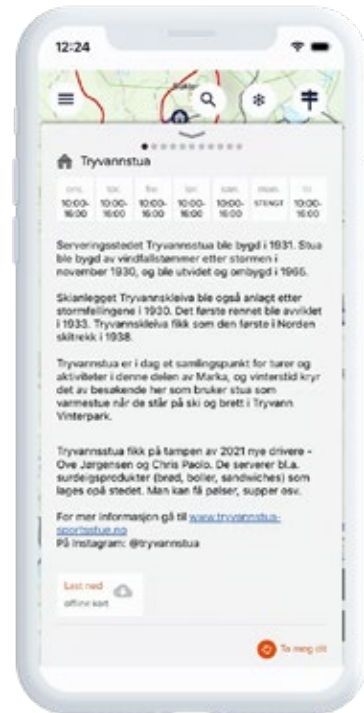 12:24
Tryvannstua
ons. tor. fre. lør. søn. man. ti
10:00- 10:00- 10:00- 10:00- 10:00- STENGT 10:00-
16:00 16:00 16:00 16:00 16:00 16:00
Serveringsstedet Tryvannsstua ble bygd i 1931. Stua
ble bygd av vindfallstømmer etter stormen i
november 1930, og ble utvidet og ombygd i 1965.
Skianlegget Tryvannskleiva ble også anlagt etter
stormfellingene i 1930. Det første rennet ble avviklet
i 1933. Tryvannskleiva fikk som den første i Norden
skitrekk i 1938.
Tryvannstua er i dag et samlingspunkt for turer og
aktiviteter i denne delen av Marka, og vinterstid kryr
det av besøkende her som bruker stua som
varmestue når de står på ski og brett i Tryvann
Vinterpark.
Tryvannsstua fikk på tampen av 2021 nye drivere -
Ove Jørgensen og Chris Paolo. De serverer bl.a.
surdeigsprodukter (brød, boller, sandwiches) som
lages opå stedet. Man kan få pølser, supper osv.
For mer informasjon gå til www.tryvannstua-
sportsstue.no
På Instagram: @tryvannstua
Last ned
offline kart
Ta meg dit